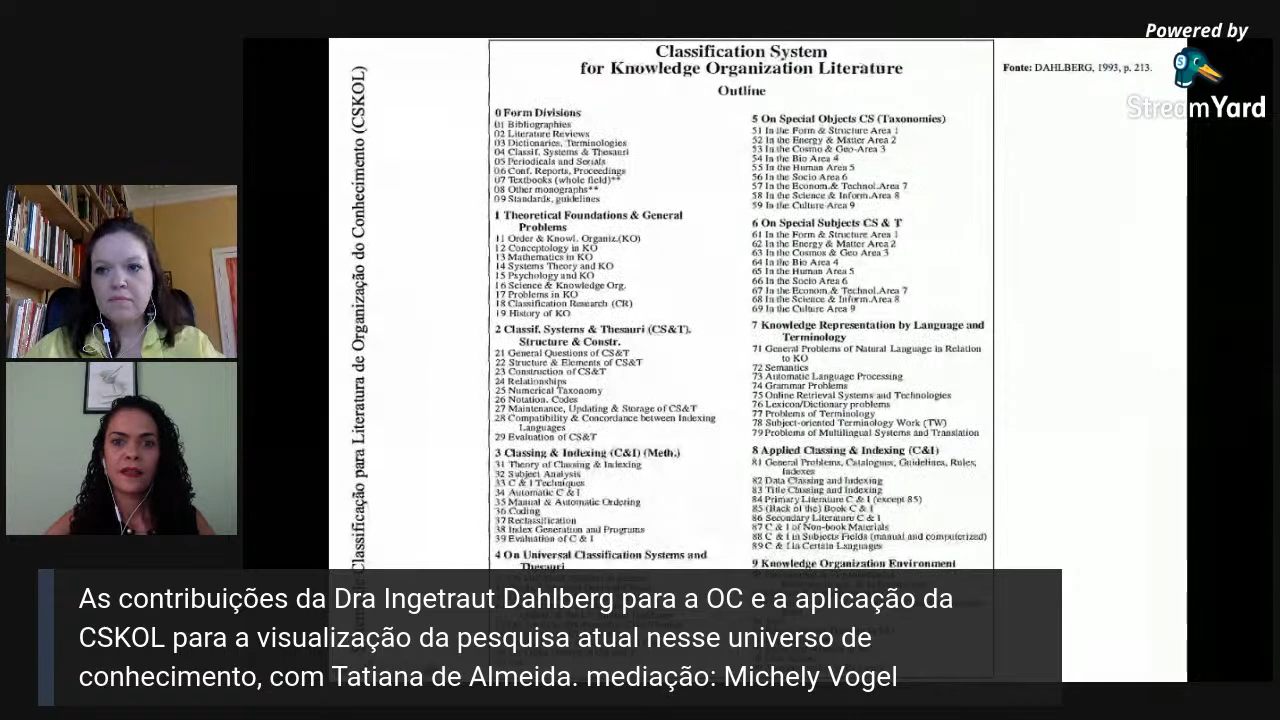 Powered by
StreamYard
Classification System
for Knowledge Organization Literature
Outline
Fonte: DAHLBERG, 1993, p. 213.
Classificação para Literatura de Organização do Conhecimento (CSKOL)
0 Form Divisions
01 Bibliographies
02 Literature Reviews
03 Dictionaries, Terminologies
04 Classif. Systems & Thesauri
05 Periodicals and Serials
06 Conf. Reports, Proceedings
07 Textbooks (whole field)**
08 Other monographs**
09 Standards, guidelines
1 Theoretical Foundations & General
Problems
11 Order & Knowl. Organiz.(KO)
12 Conceptology in KO
13 Mathematics in KO
14 Systems Theory and KO
15 Psychology and KO
16 Science & Knowledge Org.
17 Problems in KO
18 Classification Research (CR)
19 History of KO
2 Classif. Systems & Thesauri (CS&T).
Structure & Constr.
21 General Questions of CS&T
22 Structure & Elements of CS&T
23 Construction of CS&T
24 Relationships
25 Numerical Taxonomy
26 Notation. Codes
27 Maintenance, Updating & Storage of CS&T
28 Compatibility & Concordance between Indexing
Languages
29 Evaluation of CS&T
3 Classing & Indexing (C&I) (Meth.)
31 Theory of Classing & Indexing
32 Subject Analysis
33 C & I Techniques
34 Automatic C & I
35 Manual & Automatic Ordering
36 Coding
37 Reclassification
38 Index Generation and Programs
39 Evaluation of C & I
4 On Universal Classification Systems and
Thesauri
5 On Special Objects CS (Taxonomies)
51 In the Form & Structure Area 1
52 In the Energy & Matter Area 2
53 In the Cosmo & Geo-Area 3
54 In the Bio Area 4
55 In the Human Area 5
56 In the Socio Area 6
57 In the Econom.& Technol.Area 7
58 In the Science & Inform.Area 8
59 In the Culture Area 9
6 On Special Subjects CS & T
61 In the Form & Structure Area 1
62 In the Energy & Matter Area 2
63 In the Cosmos & Geo Area 3
64 In the Bio Area 4
65 In the Human Area 5
66 In the Socio Area 6
67 In the Econom.& Technol.Area 7
68 In the Science & Inform.Area 8
69 In the Culture Area 9
7 Knowledge Representation by Language and
Terminology
71 General Problems of Natural Language in Relation
to KO
72 Semantics
73 Automatic Language Processing
74 Grammar Problems
75 Online Retrieval Systems and Technologies
76 Lexicon/Dictionary problems
77 Problems of Terminology
78 Subject-oriented Terminology Work (TW)
79 Problems of Multilingual Systems and Translation
8 Applied Classing & Indexing (C&I)
81 General Problems, Catalogues, Guidelines, Rules,
Indexes
82 Data Classing and Indexing
83 Title Classing and Indexing
84 Primary Literature C & I (except 85)
85 (Back of the) Book C & I
86 Secondary Literature C & I
87 C & I of Non-book Materials
88 C & I in Subjects Fields (manual and computerized)
89 C & I in Certain Languages
9 Knowledge Organization Environment
As contribuições da Dra Ingetraut Dahlberg para a OC e a aplicação da
CSKOL para a visualização da pesquisa atual nesse universo de
conhecimento, com Tatiana de Almeida. mediação: Michely Vogel